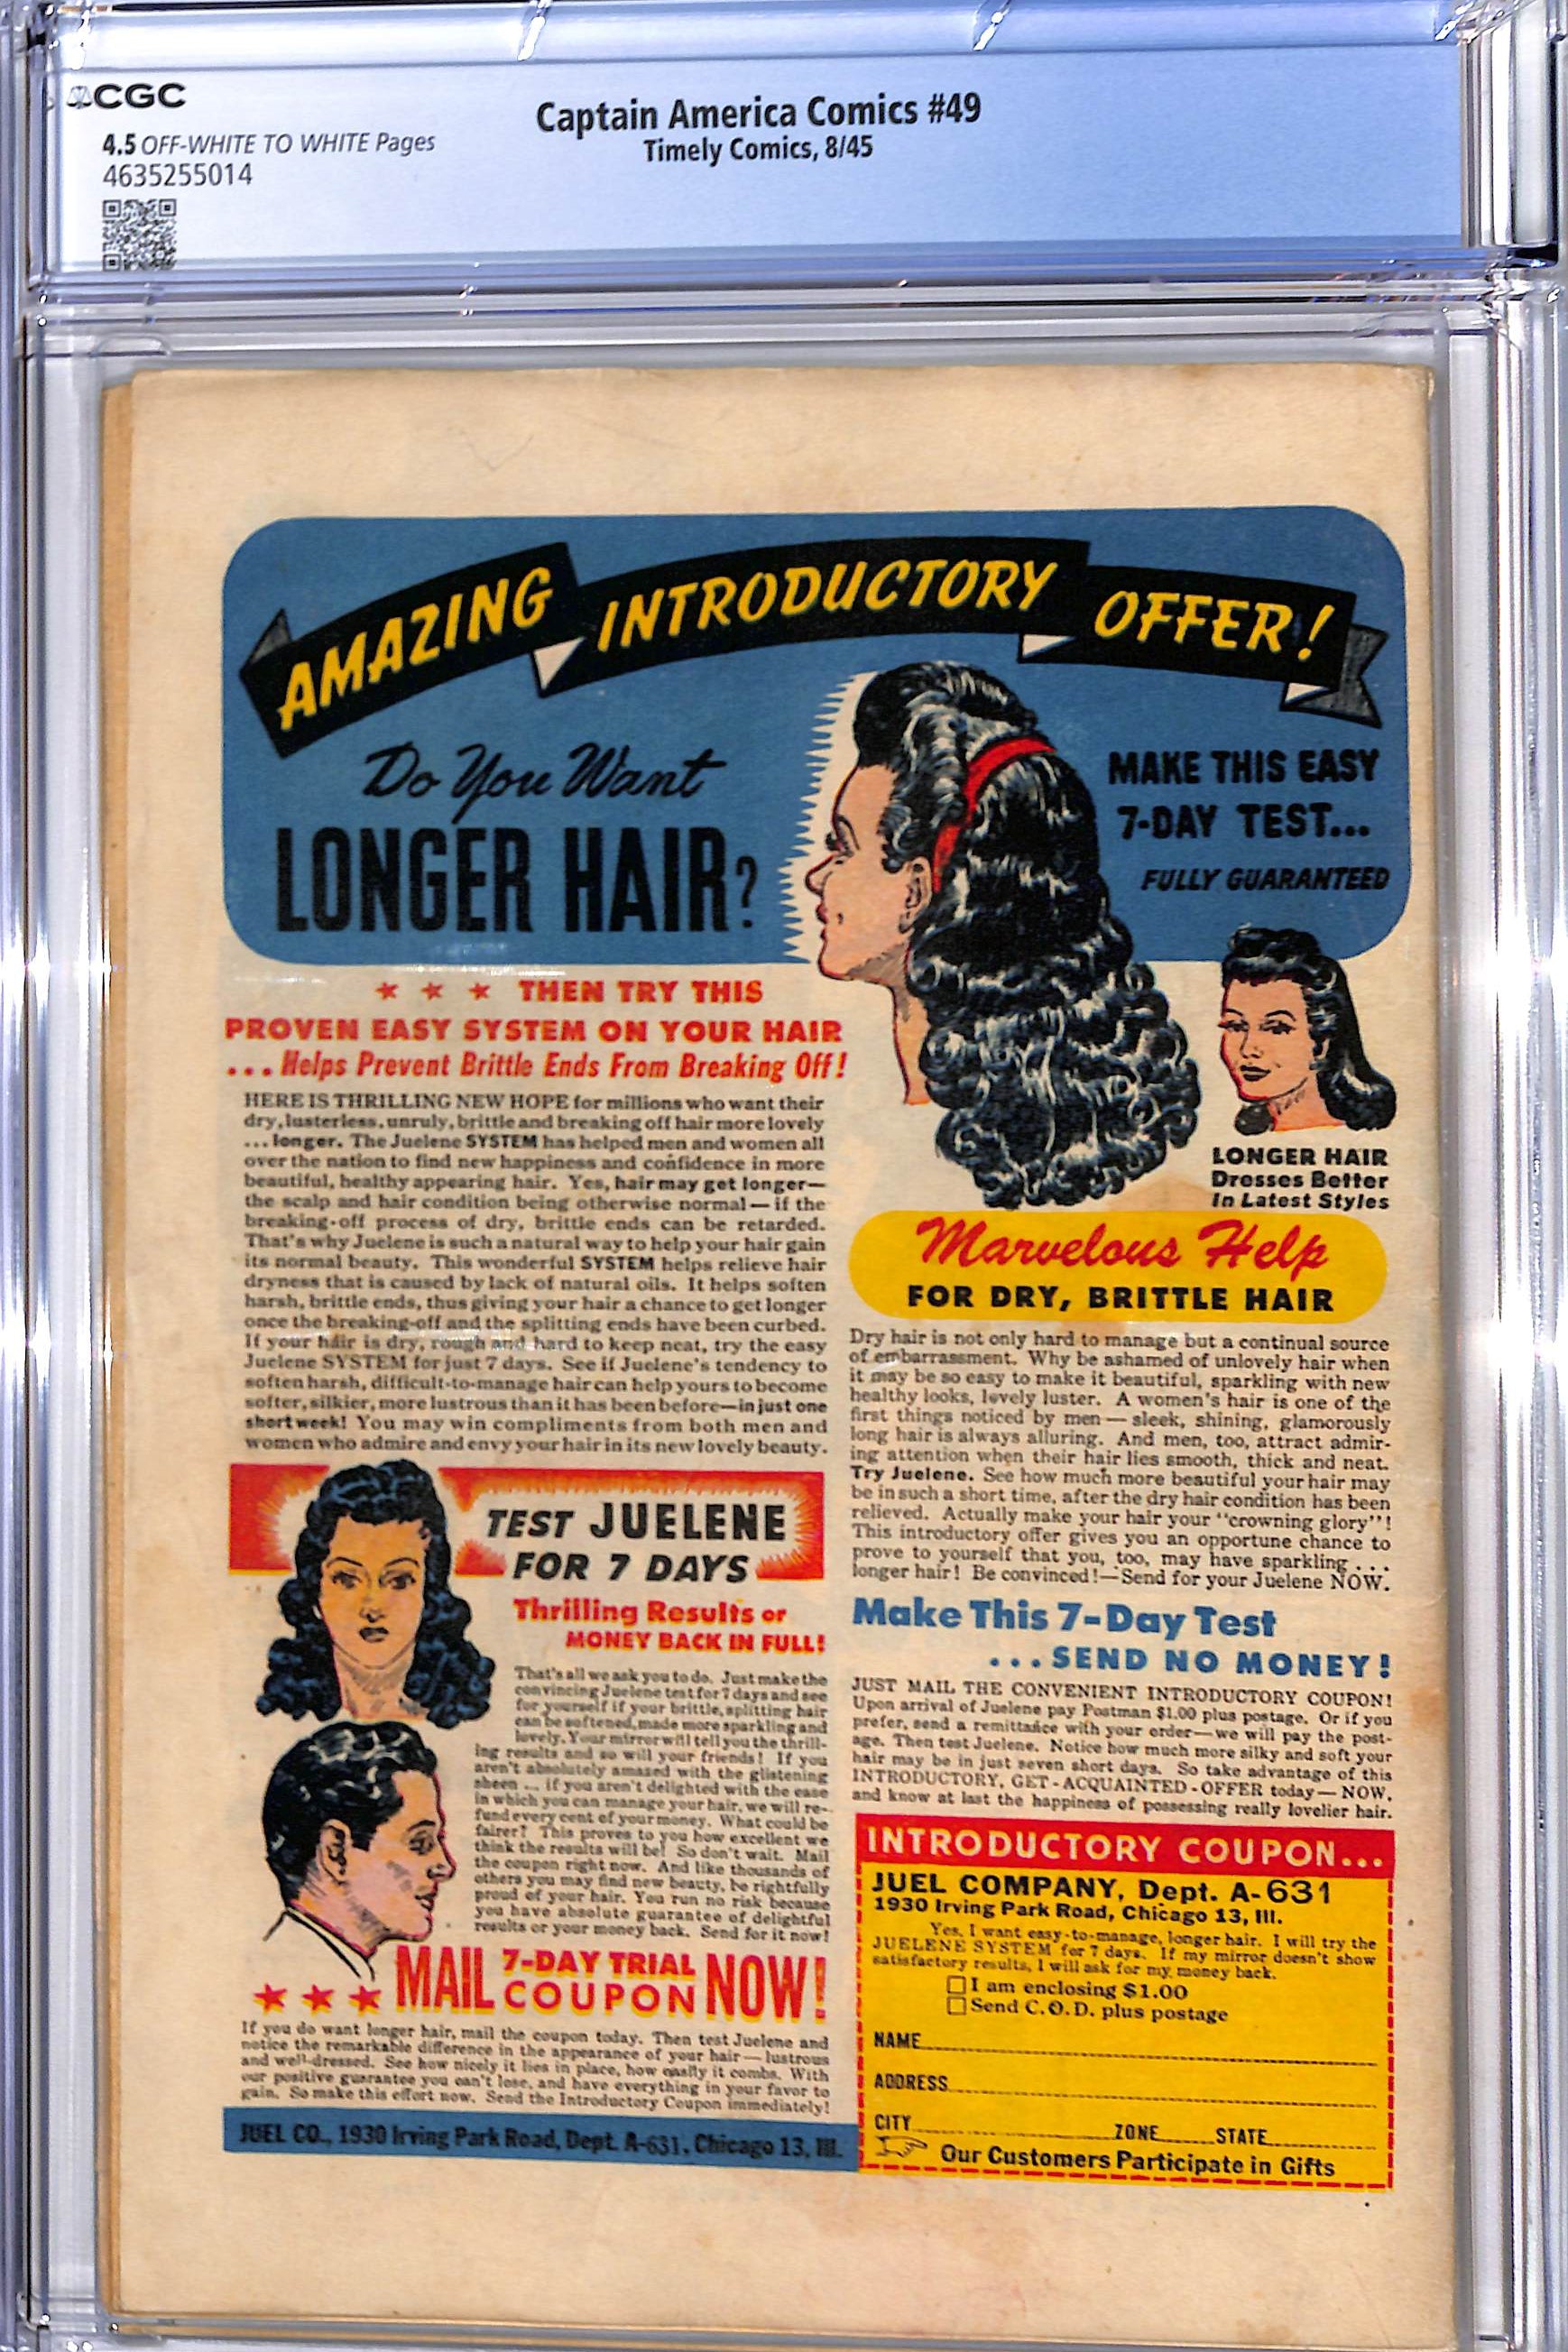 CGC
4.5 OFF-WHITE TO WHITE Pages
4635255014
Captain America Comics #49
Timely Comics, 8/45
AMAZING INTRODUCTORY OFFER!
Do You Want
LONGER HAIR?
MAKE THIS EASY
7-DAY TEST...
FULLY GUARANTEED
★ ★ ★ THEN TRY THIS
PROVEN EASY SYSTEM ON YOUR HAIR
... Helps Prevent Brittle Ends From Breaking Off!
HERE IS THRILLING NEW HOPE for millions who want their
dry, lusterless, unruly, brittle and breaking off hair more lovely
... longer. The Juelene SYSTEM has helped men and women all
over the nation to find new happiness and confidence in more
beautiful, healthy appearing hair. Yes, hair may get longer—
the scalp and hair condition being otherwise normal — if the
breaking-off process of dry, brittle ends can be retarded.
That's why Juelene is such a natural way to help your hair gain
its normal beauty. This wonderful SYSTEM helps relieve hair
dryness that is caused by lack of natural oils. It helps soften
harsh, brittle ends, thus giving your hair a chance to get longer
once the breaking-off and the splitting ends have been curbed.
If your hair is dry, rough and hard to keep neat, try the easy
Juelene SYSTEM for just 7 days. See if Juelene's tendency to
soften harsh, difficult-to-manage hair can help yours to become
softer, silkier, more lustrous than it has been before—in just one
short week! You may win compliments from both men and
women who admire and envy your hair in its new lovely beauty.
TEST JUELENE
FOR 7 DAYS
Thrilling Results or
MONEY BACK IN FULL!
That's all we ask you to do. Just make the
convincing Juelene test for 7 days and see
for yourself if your brittle, splitting hair
can be softened, made more sparkling and
lovely. Your mirror will tell you the thrill-
ing results and so will your friends! If you
aren't absolutely amazed with the glistening
sheen ... if you aren't delighted with the ease
in which you can manage your hair, we will re-
fund every cent of your money. What could be
fairer? This proves to you how excellent we
think the results will be! So don't wait. Mail
the coupon right now. And like thousands of
others you may find new beauty, be rightfully
proud of your hair. You run no risk because
you have absolute guarantee of delightful
results or your money back. Send for it now!
★ ★ ★ MAIL 7-DAY TRIAL COUPON NOW!
If you do want longer hair, mail the coupon today. Then test Juelene and
notice the remarkable difference in the appearance of your hair — lustrous
and well-dressed. See how nicely it lies in place, how easily it combs. With
our positive guarantee you can't lose, and have everything in your favor to
gain. So make this effort now. Send the Introductory Coupon immediately!
JUEL CO., 1930 Irving Park Road, Dept. A-631, Chicago 13, Ill.
LONGER HAIR
Dresses Better
In Latest Styles
Marvelous Help
FOR DRY, BRITTLE HAIR
Dry hair is not only hard to manage but a continual source
of embarrassment. Why be ashamed of unlovely hair when
it may be so easy to make it beautiful, sparkling with new
healthy looks, lovely luster. A women's hair is one of the
first things noticed by men — sleek, shining, glamorously
long hair is always alluring. And men, too, attract admir-
ing attention when their hair lies smooth, thick and neat.
Try Juelene. See how much more beautiful your hair may
be in such a short time, after the dry hair condition has been
relieved. Actually make your hair your "crowning glory"!
This introductory offer gives you an opportune chance to
prove to yourself that you, too, may have sparkling ...
longer hair! Be convinced!—Send for your Juelene NOW.
Make This 7-Day Test
...SEND NO MONEY!
JUST MAIL THE CONVENIENT INTRODUCTORY COUPON!
Upon arrival of Juelene pay Postman $1.00 plus postage. Or if you
prefer, send a remittance with your order—we will pay the post-
age. Then test Juelene. Notice how much more silky and soft your
hair may be in just seven short days. So take advantage of this
INTRODUCTORY, GET-ACQUAINTED-OFFER today — NOW,
and know at last the happiness of possessing really lovelier hair.
INTRODUCTORY COUPON...
JUEL COMPANY, Dept. A-631
1930 Irving Park Road, Chicago 13, Ill.
Yes, I want easy-to-manage, longer hair. I will try the
JUELENE SYSTEM for 7 days. If my mirror doesn't show
satisfactory results, I will ask for my money back.
□ I am enclosing $1.00
□ Send C.O.D. plus postage
NAME
ADDRESS
CITY ZONE STATE
Our Customers Participate in Gifts